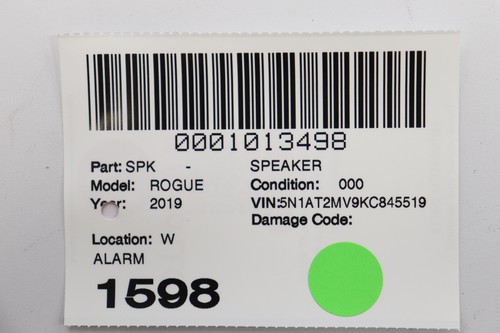 0001013498
Part: SPK - SPEAKER
Model: ROGUE Condition: 000
Year: 2019 VIN:5N1AT2MV9KC845519
Damage Code:
Location: W
ALARM
1598